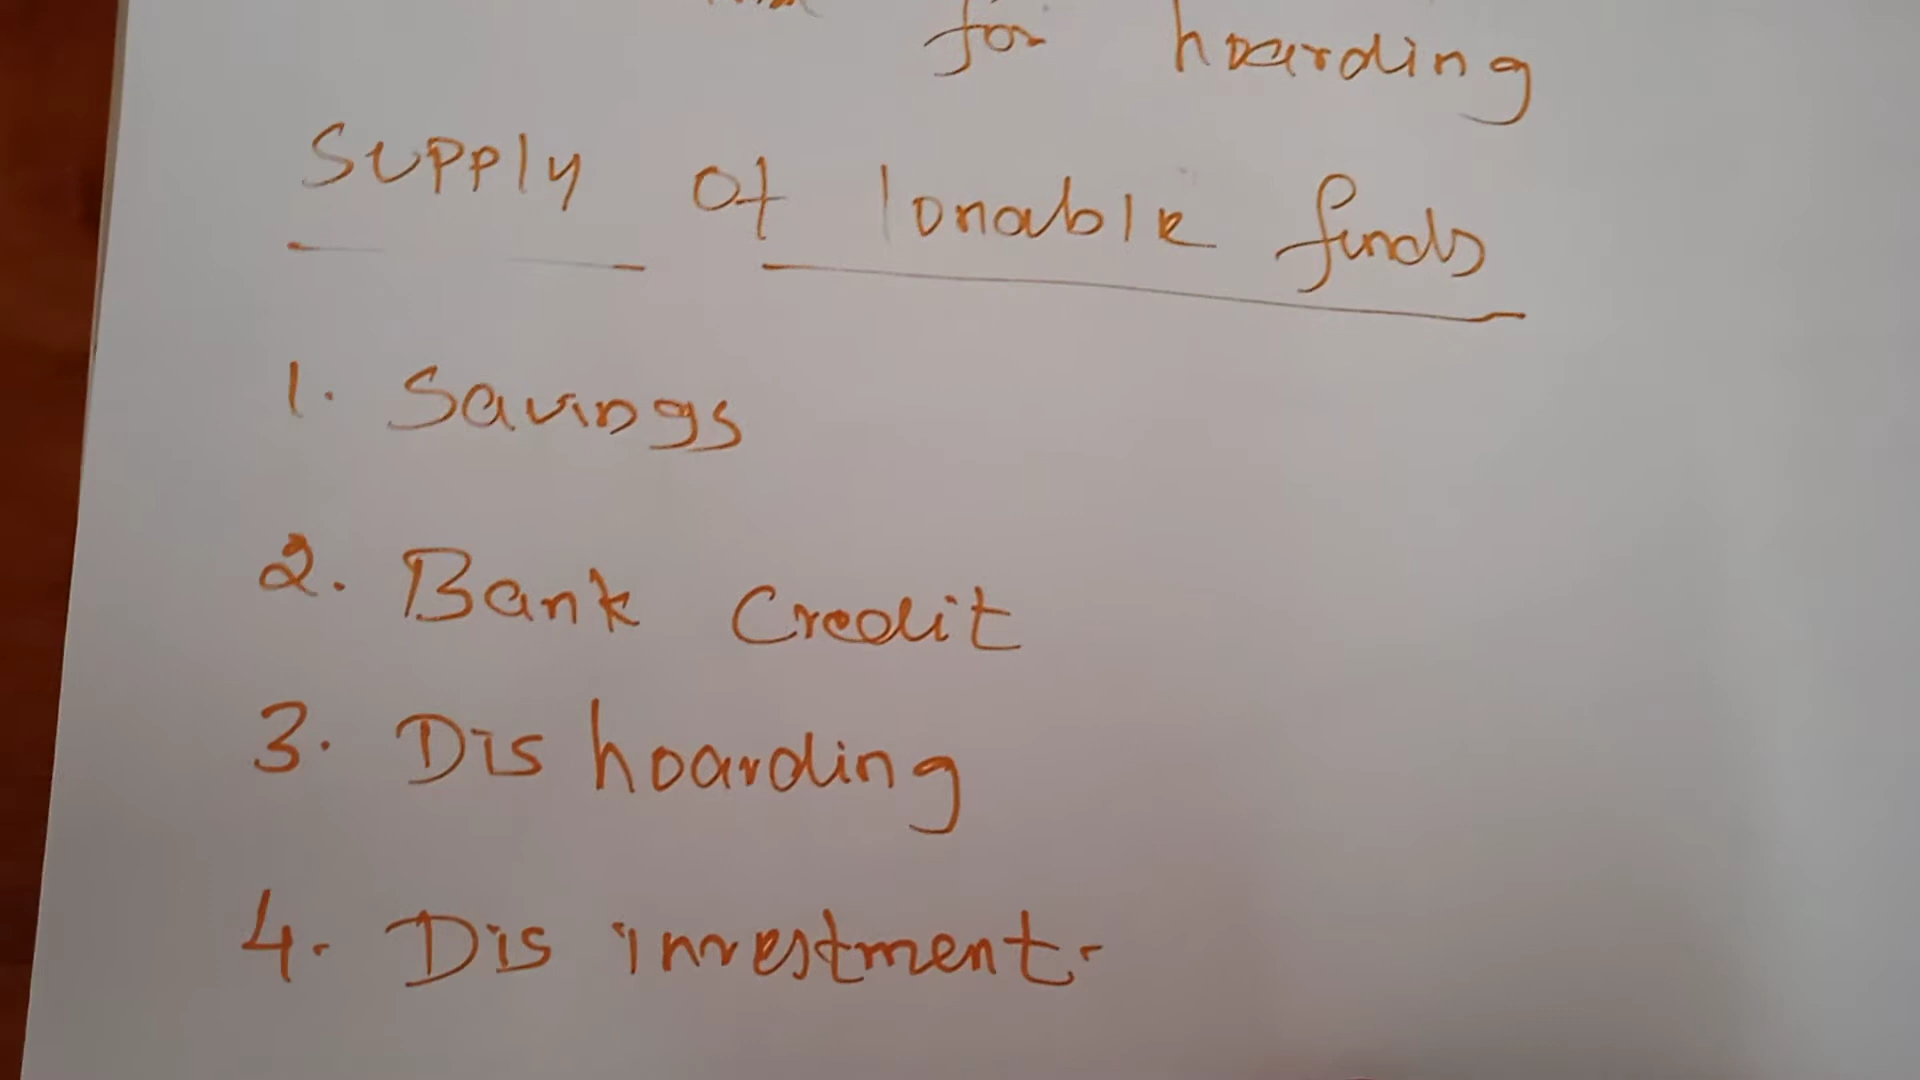 for hoarding
Supply of lonable funds
1. Savings
2. Bank Credit
3. Dis hoarding
4. Dis investment.